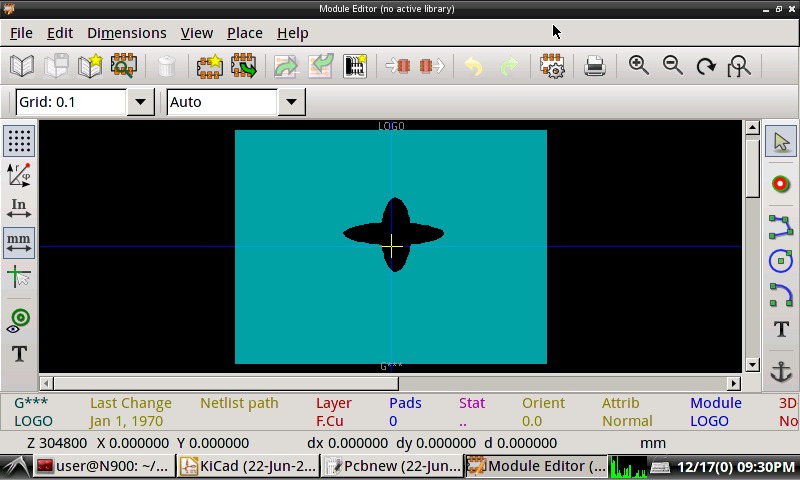 Module Editor (no active library)
File Edit Dimensions View Place Help
Grid: 0.1 Auto
LOGO
In
mm
T
T
G***
G*** Last Change Netlist path Layer Pads Stat Orient Attrib Module 3D
LOGO Jan 1, 1970 F.Cu 0 .. 0.0 Normal LOGO No
Z 304800 X 0.000000 Y 0.000000 dx 0.000000 dy 0.000000 d 0.000000 mm
user@N900: ~/... KiCad (22-Jun-2... Pcbnew (22-Jun... Module Editor (... 12/17(0) 09:30PM